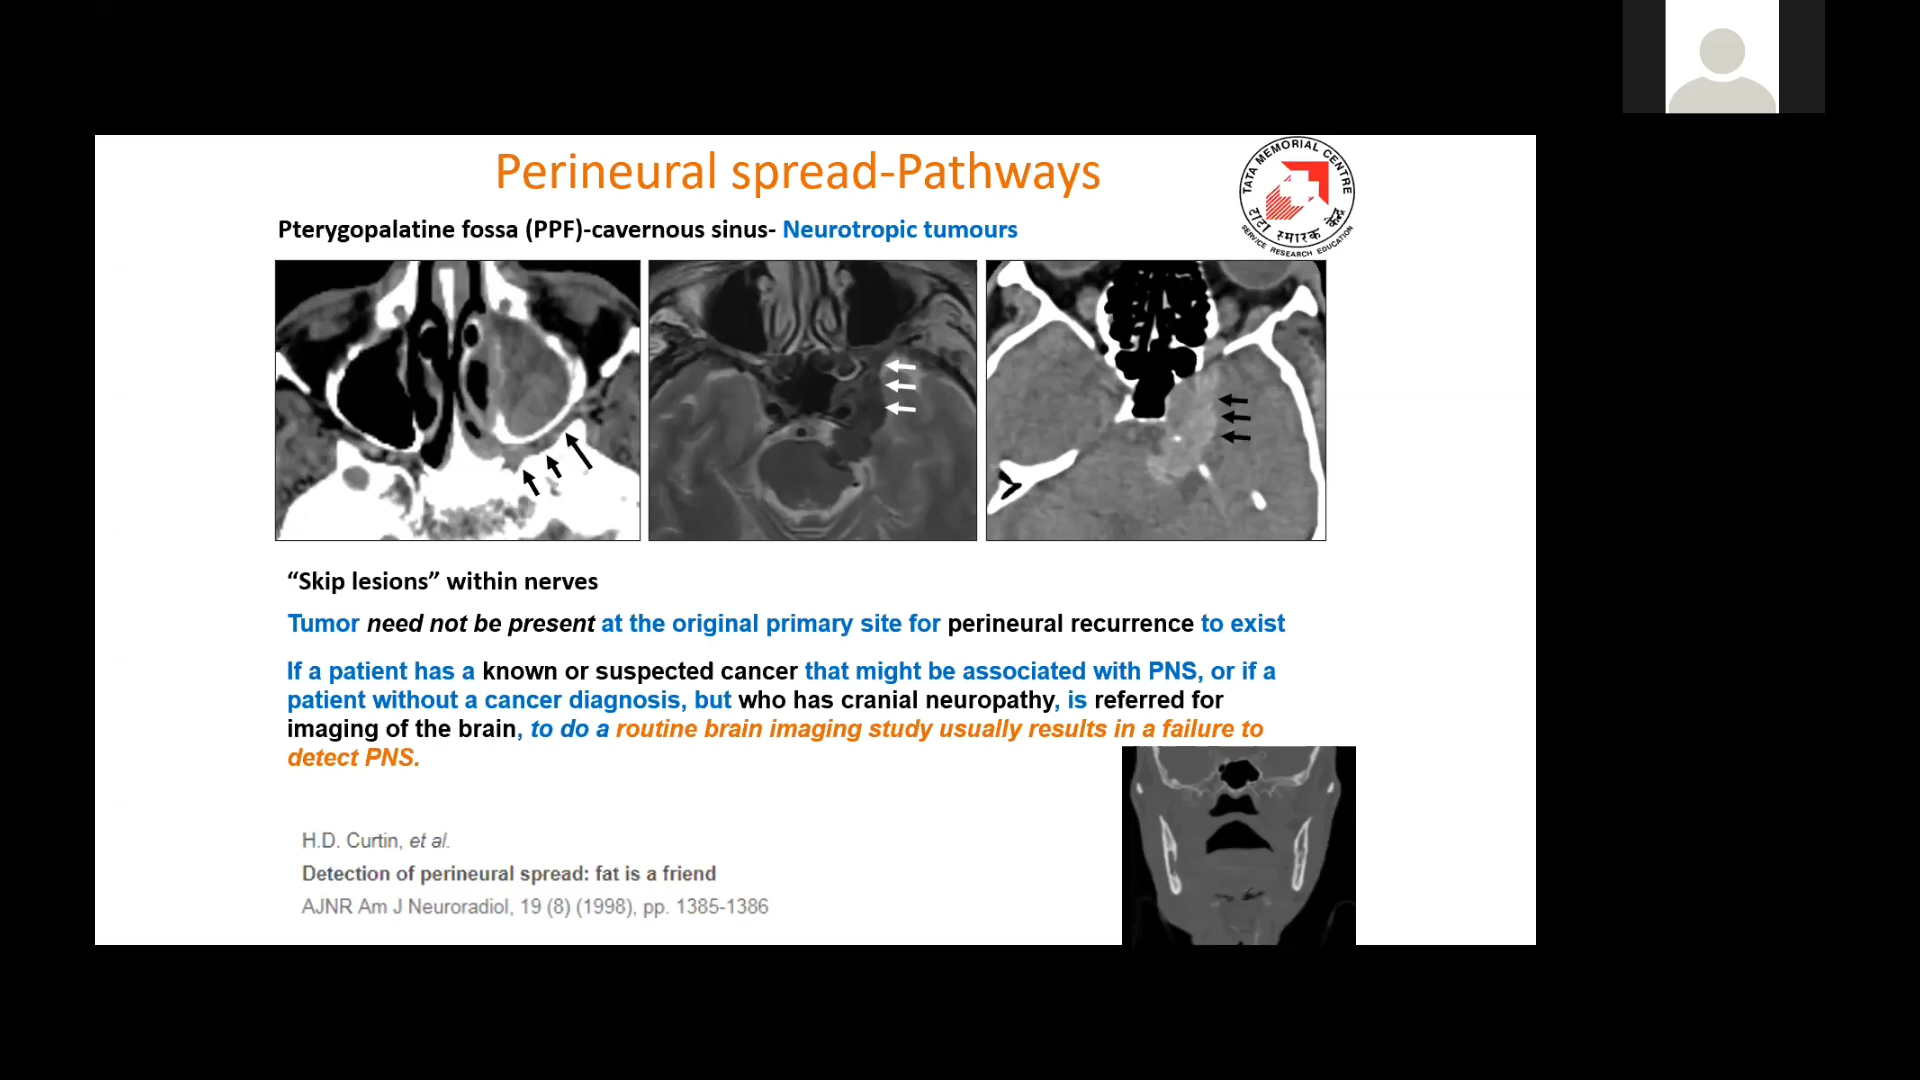 Perineural spread-Pathways
TATA MEMORIAL CENTRE
टाटा स्मारक केन्द्र
SERVICE RESEARCH EDUCATION
Pterygopalatine fossa (PPF)-cavernous sinus- Neurotropic tumours
“Skip lesions” within nerves
Tumor need not be present at the original primary site for perineural recurrence to exist
If a patient has a known or suspected cancer that might be associated with PNS, or if a
patient without a cancer diagnosis, but who has cranial neuropathy, is referred for
imaging of the brain, to do a routine brain imaging study usually results in a failure to
detect PNS.
H.D. Curtin, et al.
Detection of perineural spread: fat is a friend
AJNR Am J Neuroradiol, 19 (8) (1998), pp. 1385-1386